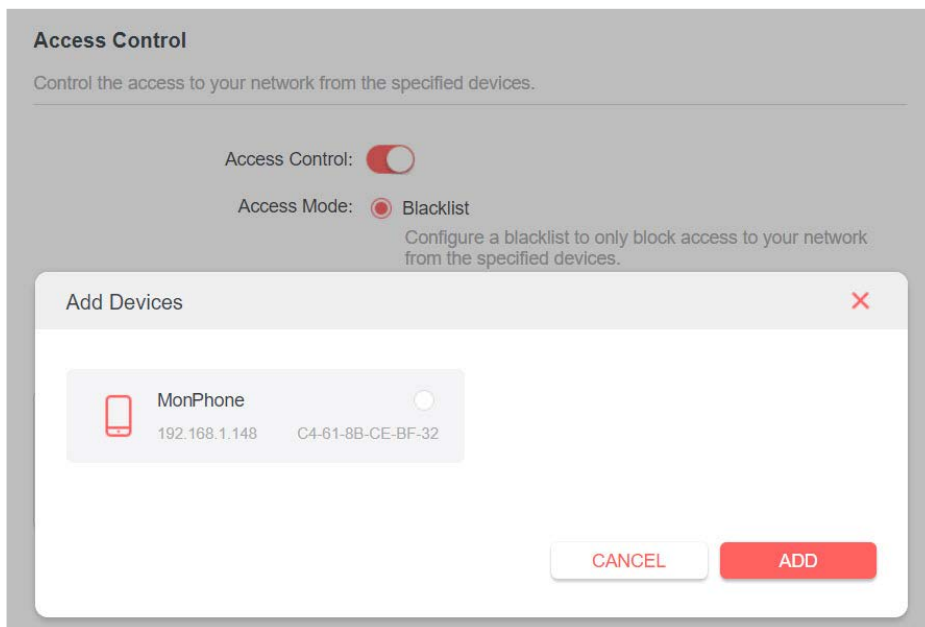 Access Control
Control the access to your network from the specified devices.
Access Control:
Access Mode: Blacklist
Configure a blacklist to only block access to your network
from the specified devices.
Add Devices
MonPhone
192.168.1.148 C4-61-8B-CE-BF-32
CANCEL ADD